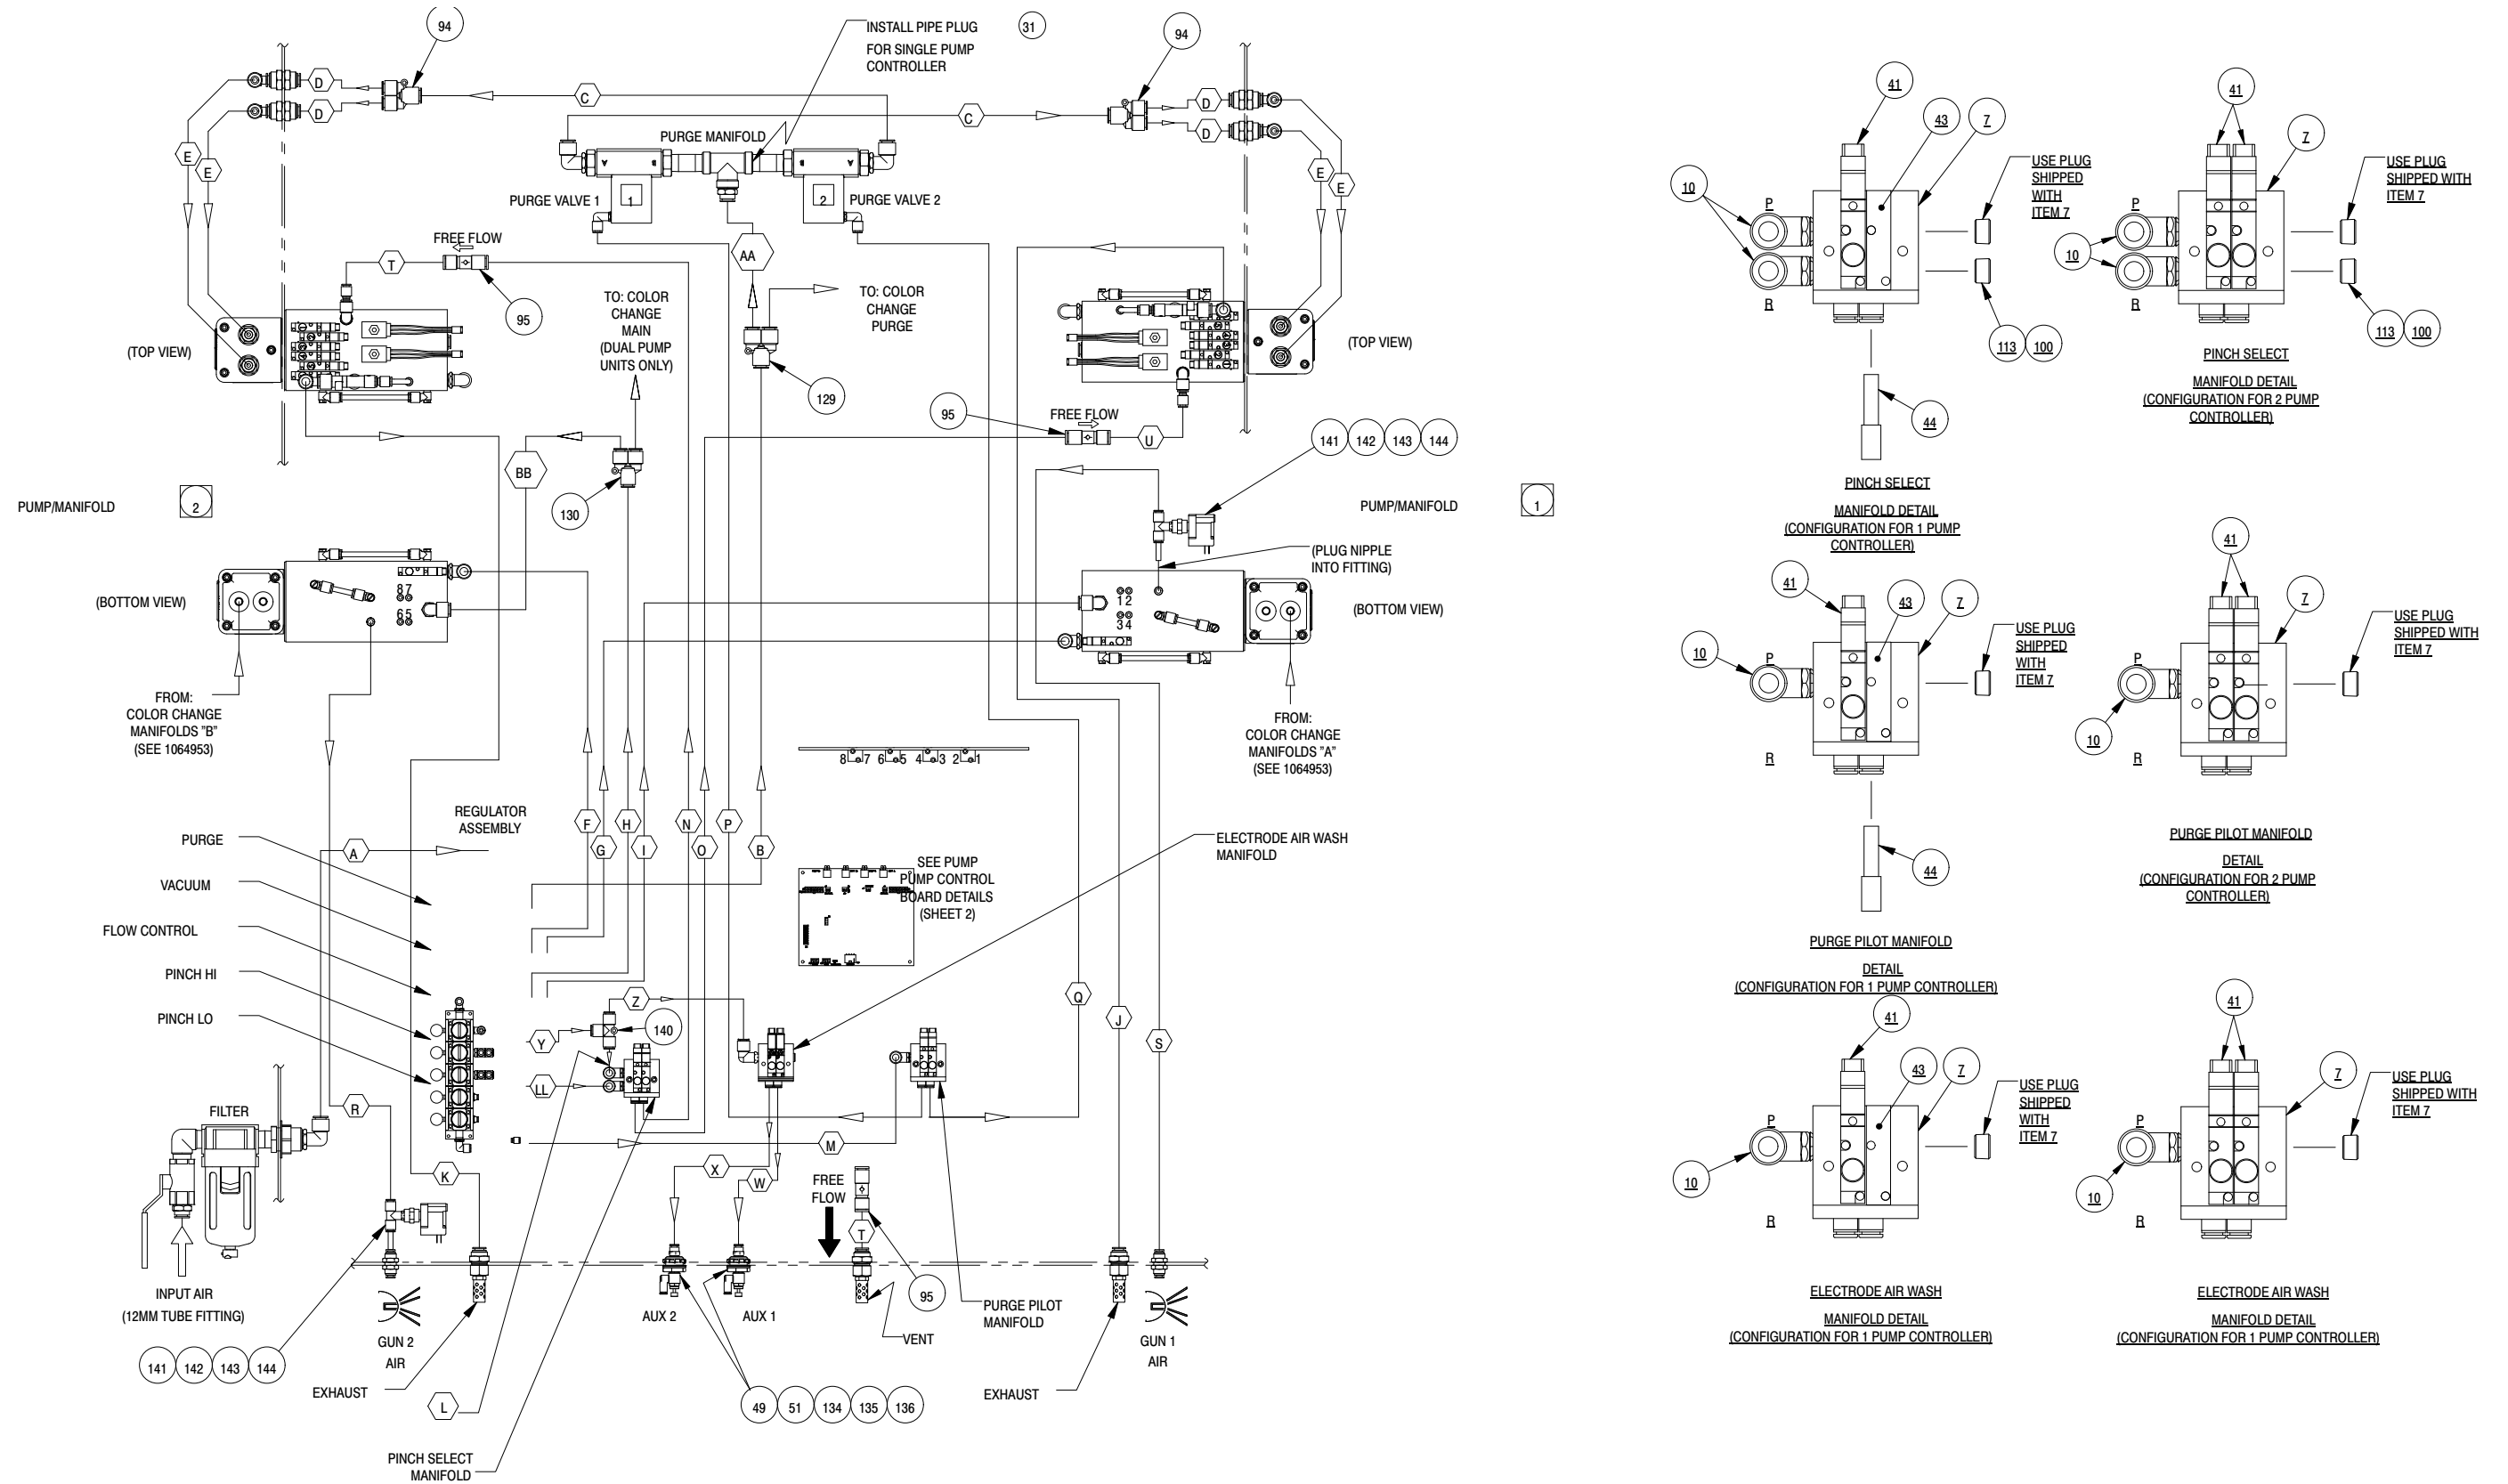 94
INSTALL PIPE PLUG
FOR SINGLE PUMP
CONTROLLER
31
94
D
D
C
C
D
D
E
E
E
E
PURGE MANIFOLD
A
B
B
A
PURGE VALVE 1
1
2
PURGE VALVE 2
FREE FLOW
T
95
AA
TO: COLOR
CHANGE
MAIN
(DUAL PUMP
UNITS ONLY)
TO: COLOR
CHANGE
PURGE
(TOP VIEW)
(TOP VIEW)
129
95
FREE FLOW
U
141
142
143
144
BB
130
PUMP/MANIFOLD
2
PUMP/MANIFOLD
1
(PLUG NIPPLE
INTO FITTING)
(BOTTOM VIEW)
87
65
12
34
(BOTTOM VIEW)
FROM:
COLOR CHANGE
MANIFOLDS "B"
(SEE 1064953)
FROM:
COLOR CHANGE
MANIFOLDS "A"
(SEE 1064953)
8 7 6 5 4 3 2 1
REGULATOR
ASSEMBLY
PURGE
A
F
H
N
P
G
I
O
B
ELECTRODE AIR WASH
MANIFOLD
SEE PUMP
PUMP CONTROL
BOARD DETAILS
(SHEET 2)
VACUUM
FLOW CONTROL
PINCH HI
PINCH LO
Z
Q
J
S
Y
140
LL
FILTER
R
M
K
X
W
FREE
FLOW
T
95
INPUT AIR
(12MM TUBE FITTING)
GUN 2
AIR
AUX 2
AUX 1
VENT
PURGE PILOT
MANIFOLD
GUN 1
AIR
141
142
143
144
EXHAUST
L
49
51
134
135
136
EXHAUST
PINCH SELECT
MANIFOLD
41
43
7
10
P
R
USE PLUG
SHIPPED
WITH
ITEM 7
113
100
44
PINCH SELECT
MANIFOLD DETAIL
(CONFIGURATION FOR 1 PUMP
CONTROLLER)
41
7
P
10
R
USE PLUG
SHIPPED WITH
ITEM 7
113
100
PINCH SELECT
MANIFOLD DETAIL
(CONFIGURATION FOR 2 PUMP
CONTROLLER)
41
43
7
10
P
R
USE PLUG
SHIPPED
WITH
ITEM 7
44
PURGE PILOT MANIFOLD
DETAIL
(CONFIGURATION FOR 1 PUMP CONTROLLER)
41
7
P
10
R
USE PLUG
SHIPPED WITH
ITEM 7
PURGE PILOT MANIFOLD
DETAIL
(CONFIGURATION FOR 2 PUMP
CONTROLLER)
41
43
7
P
10
R
USE PLUG
SHIPPED
WITH
ITEM 7
ELECTRODE AIR WASH
MANIFOLD DETAIL
(CONFIGURATION FOR 1 PUMP CONTROLLER)
41
7
P
10
R
USE PLUG
SHIPPED WITH
ITEM 7
ELECTRODE AIR WASH
MANIFOLD DETAIL
(CONFIGURATION FOR 1 PUMP CONTROLLER)